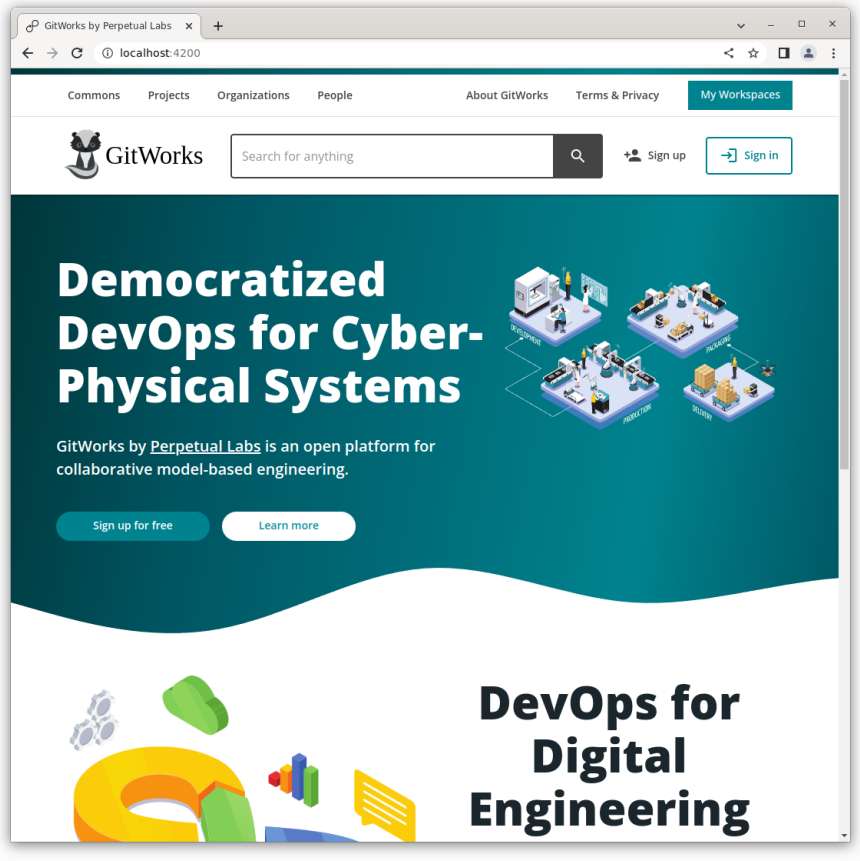 GitWorks by Perpetual Labs
localhost:4200
Commons Projects Organizations People About GitWorks Terms & Privacy My Workspaces
GitWorks Search for anything Sign up Sign in
Democratized
DevOps for Cyber-
Physical Systems
DEVELOPMENT
PACKAGING
PRODUCTION
DELIVERY
GitWorks by Perpetual Labs is an open platform for
collaborative model-based engineering.
Sign up for free Learn more
DevOps for
Digital
Engineering